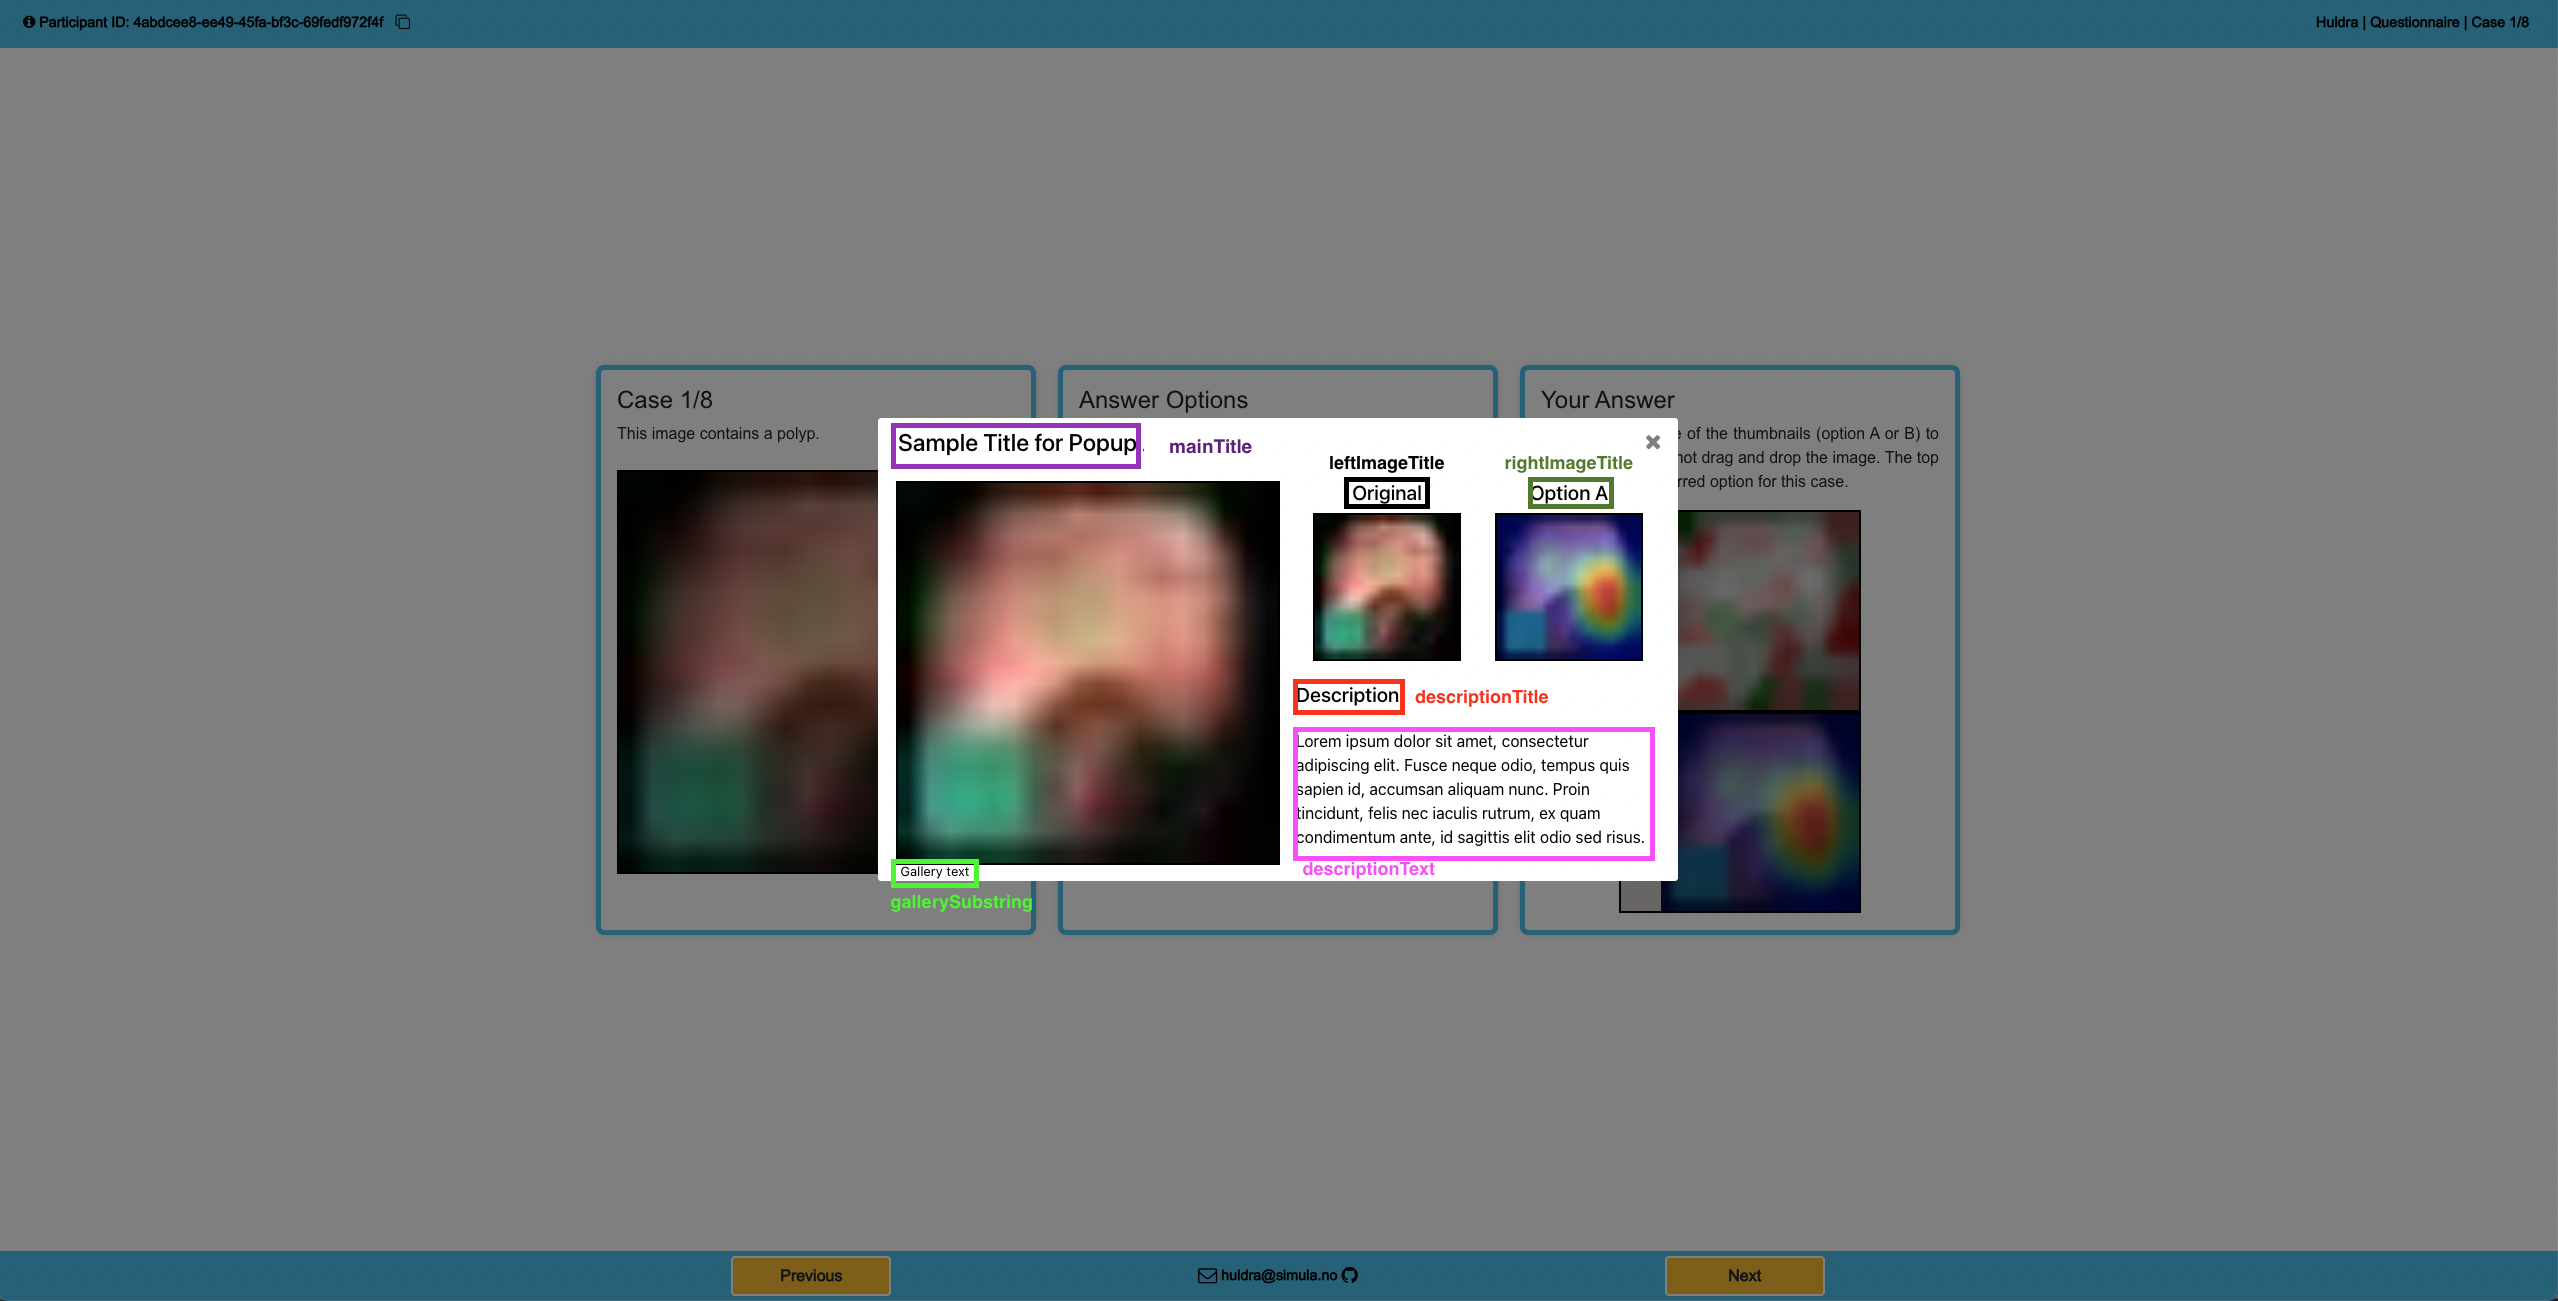 Participant ID: 4abdcee8-ee49-45fa-bf3c-69fedf972f4f
Huldra | Questionnaire | Case 1/8
Case 1/8
This image contains a polyp.
Answer Options
Your Answer
of the thumbnails (option A or B) to
not drag and drop the image. The top
rred option for this case.
Sample Title for Popup
mainTitle
leftImageTitle
rightImageTitle
Original
Option A
Description
descriptionTitle
Lorem ipsum dolor sit amet, consectetur
adipiscing elit. Fusce neque odio, tempus quis
sapien id, accumsan aliquam nunc. Proin
tincidunt, felis nec iaculis rutrum, ex quam
condimentum ante, id sagittis elit odio sed risus.
descriptionText
Gallery text
gallerySubstring
Previous
huldra@simula.no
Next